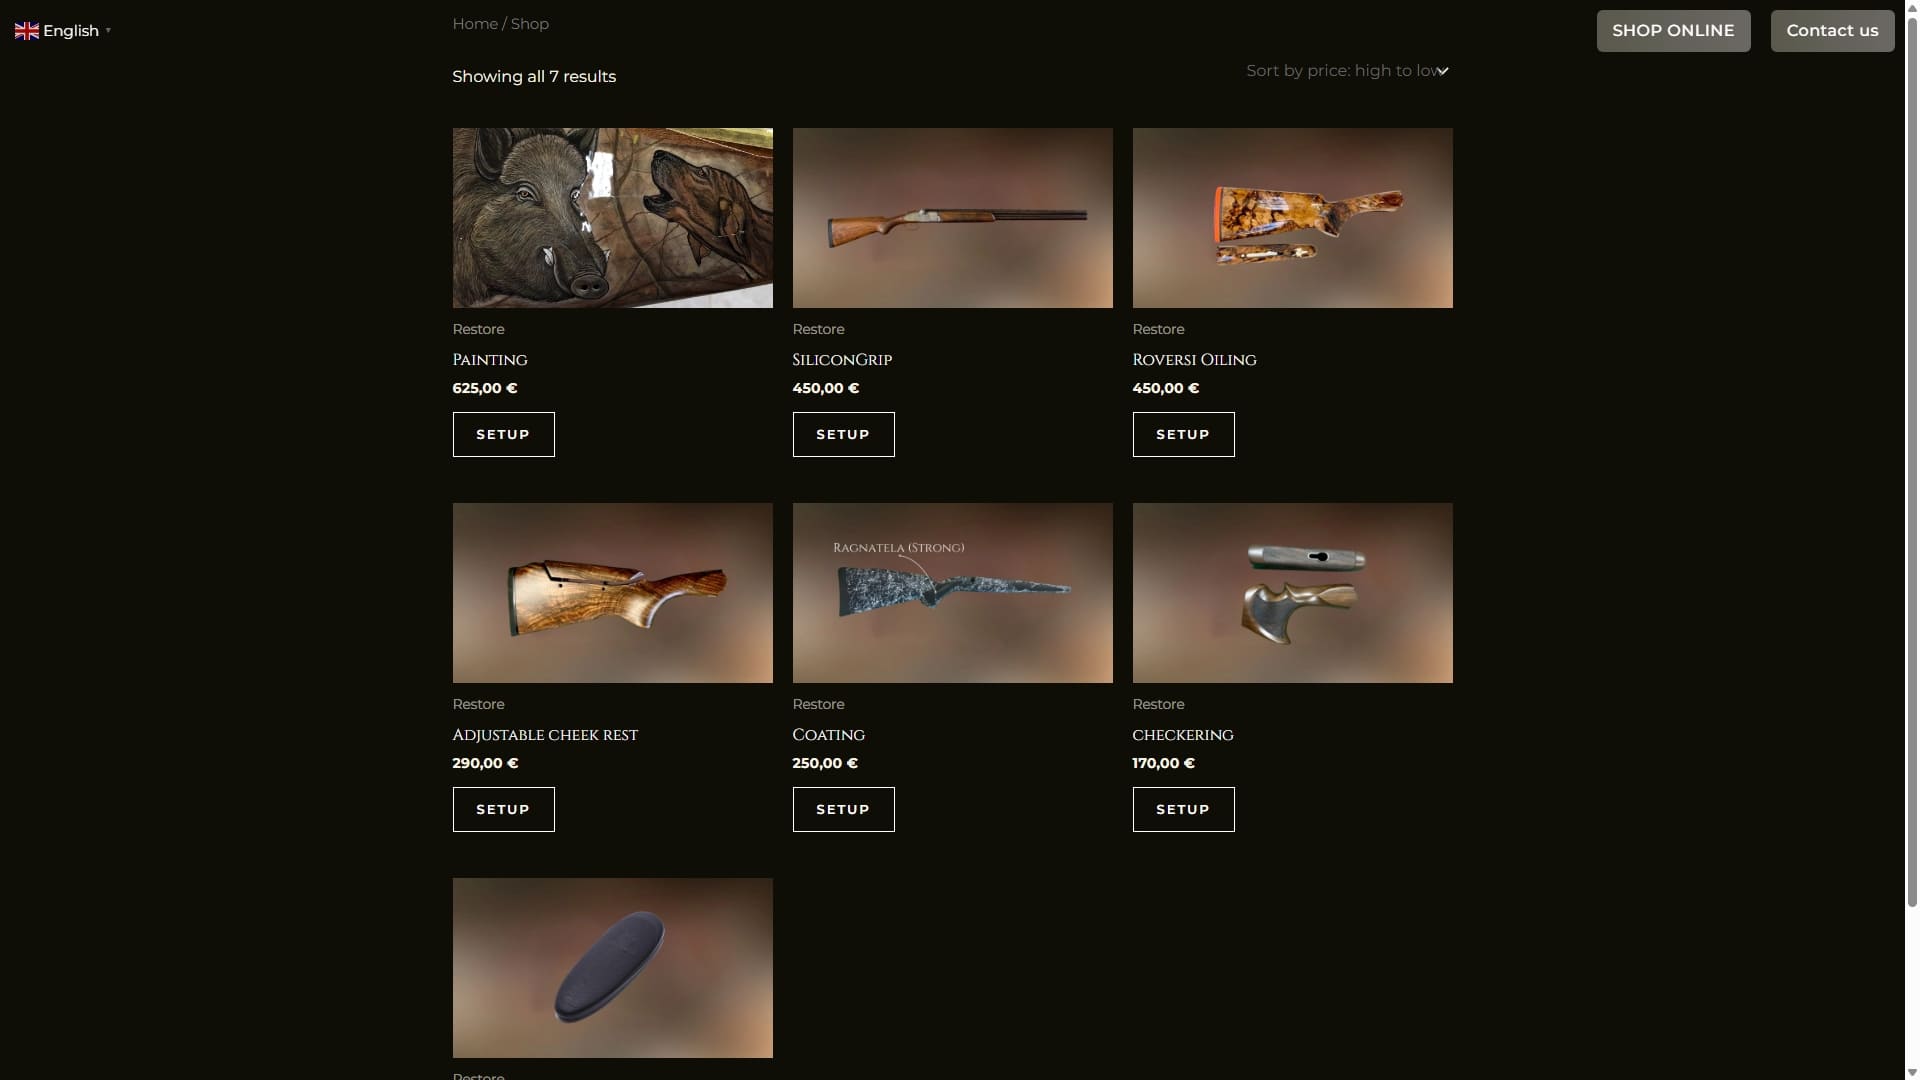 English
Home / Shop
SHOP ONLINE
Contact us
Showing all 7 results
Sort by price: high to low
Restore
Painting
625,00 €
SETUP
Restore
SiliconGrip
450,00 €
SETUP
Restore
Roversi Oiling
450,00 €
SETUP
Ragnatela (Strong)
Restore
Adjustable cheek rest
290,00 €
SETUP
Restore
Coating
250,00 €
SETUP
Restore
checkering
170,00 €
SETUP
Restore